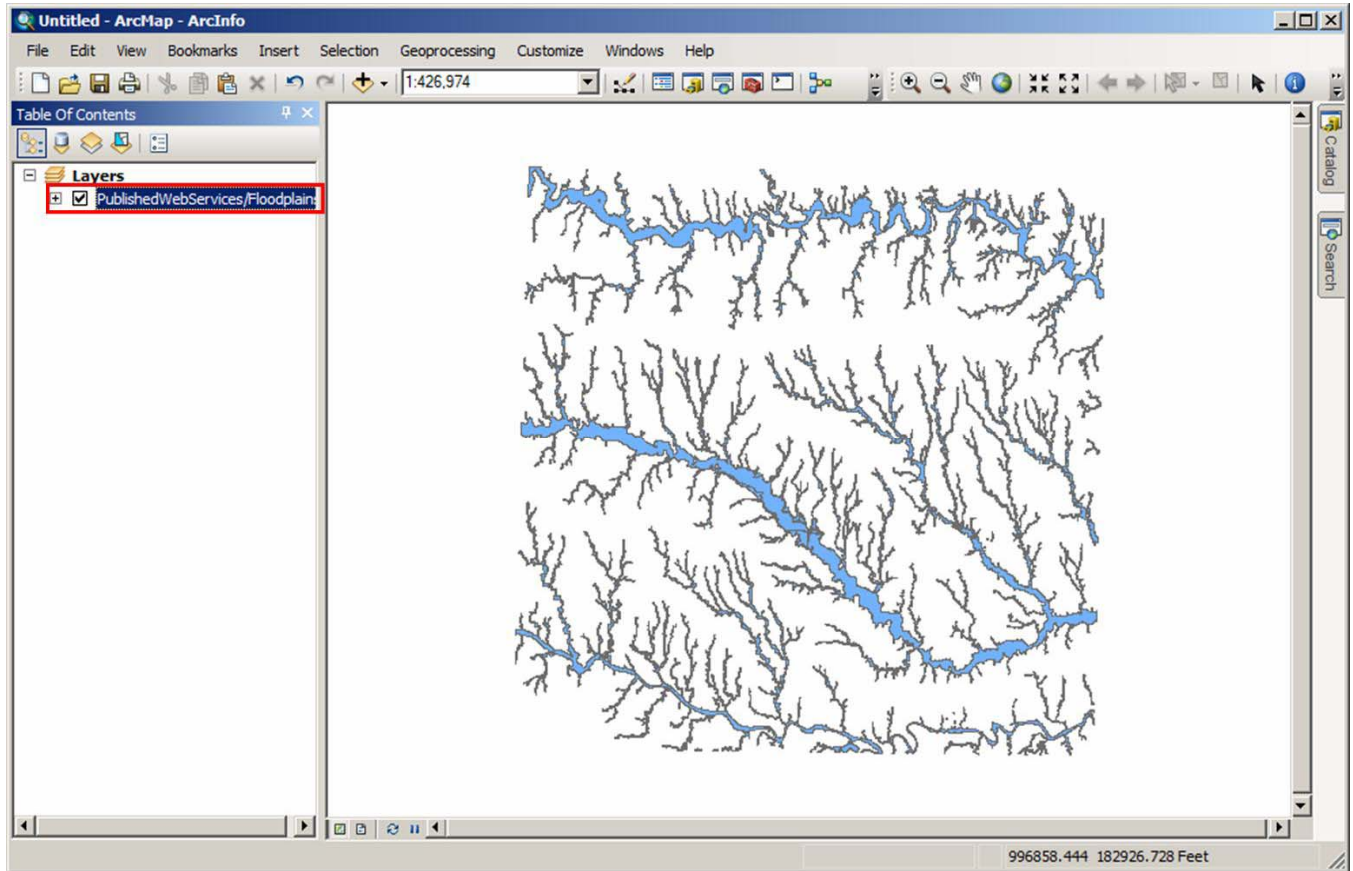 Untitled - ArcMap - ArcInfo
File Edit View Bookmarks Insert Selection Geoprocessing Customize Windows Help
1:426,974
Table Of Contents
Layers
PublishedWebServices/Floodplains
Catalog
Search
996858.444 182926.728 Feet